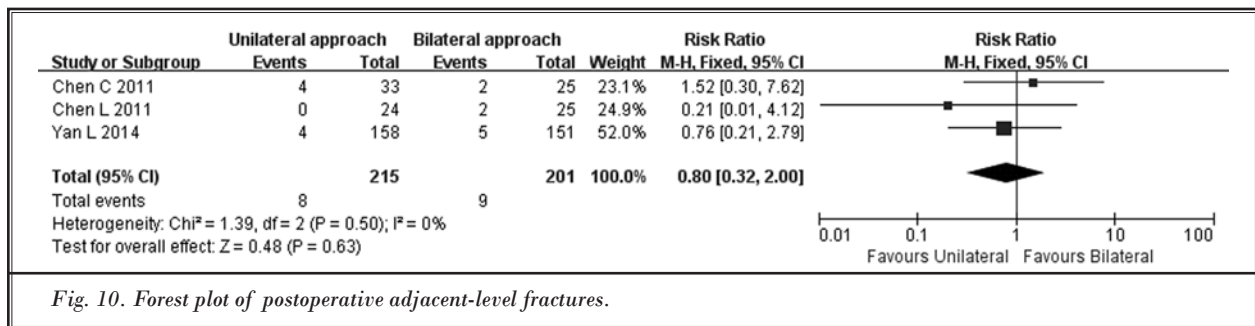 Unilateral approach Bilateral approach Risk Ratio Risk Ratio
Study or Subgroup Events Total Events Total Weight M-H, Fixed, 95% CI M-H, Fixed, 95% CI
Chen C 2011 4 33 2 25 23.1% 1.52 [0.30, 7.62]
Chen L 2011 0 24 2 25 24.9% 0.21 [0.01, 4.12]
Yan L 2014 4 158 5 151 52.0% 0.76 [0.21, 2.79]
Total (95% CI) 215 201 100.0% 0.80 [0.32, 2.00]
Total events 8 9
Heterogeneity: Chi² = 1.39, df = 2 (P = 0.50); I² = 0%
Test for overall effect: Z = 0.48 (P = 0.63)
0.01 0.1 1 10 100
Favours Unilateral Favours Bilateral
Fig. 10. Forest plot of postoperative adjacent-level fractures.